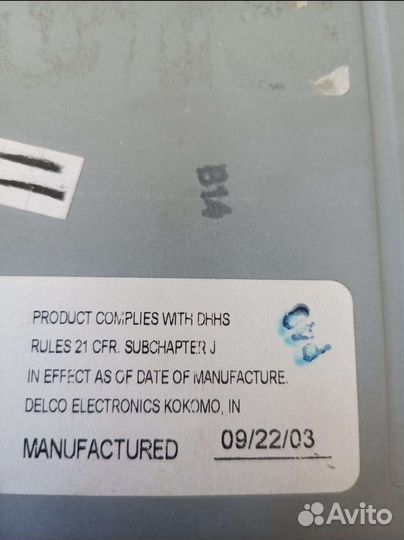 B14
PRODUCT COMPLIES WITH DHHS
RULES 21 CFR. SUBCHAPTER J
IN EFFECT AS OF DATE OF MANUFACTURE.
DELCO ELECTRONICS KOKOMO, IN
MANUFACTURED 09/22/03
Avito